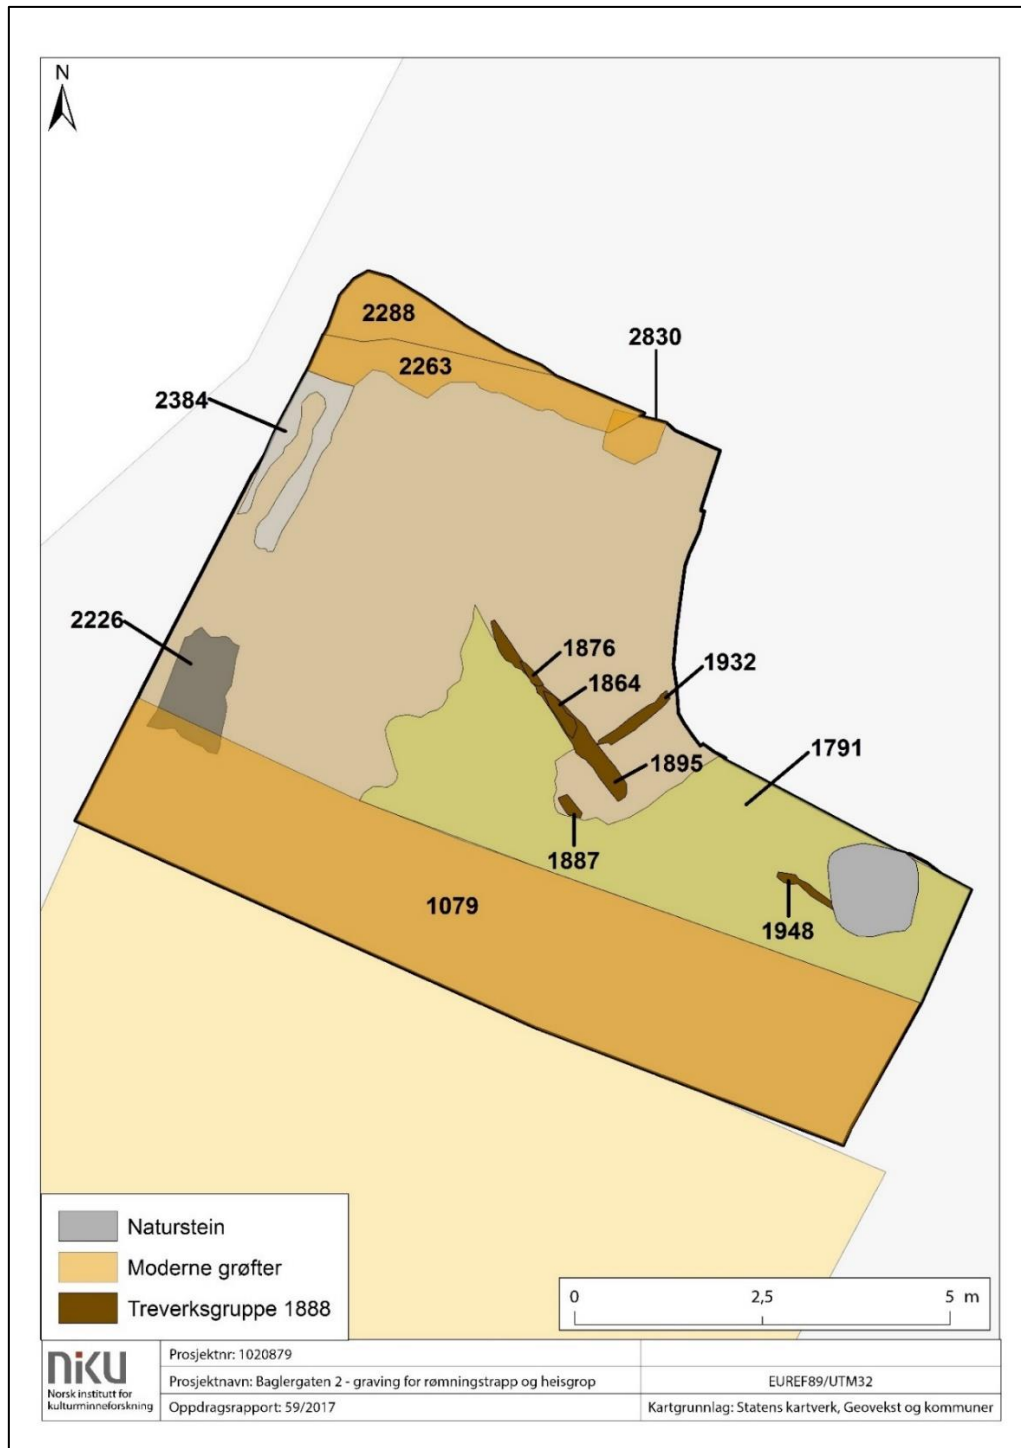 N
2288
2830
2263
2384
2226
1876
1864
1932
1895
1791
1887
1079
1948
Naturstein
Moderne grøfter
Treverksgruppe 1888
0 2,5 5 m
niku
Norsk institutt for
kulturminneforskning
Prosjektnr: 1020879
Prosjektnavn: Baglergaten 2 - graving for rømningstrapp og heisgrop
EUREF89/UTM32
Oppdragsrapport: 59/2017
Kartgrunnlag: Statens kartverk, Geovekst og kommuner